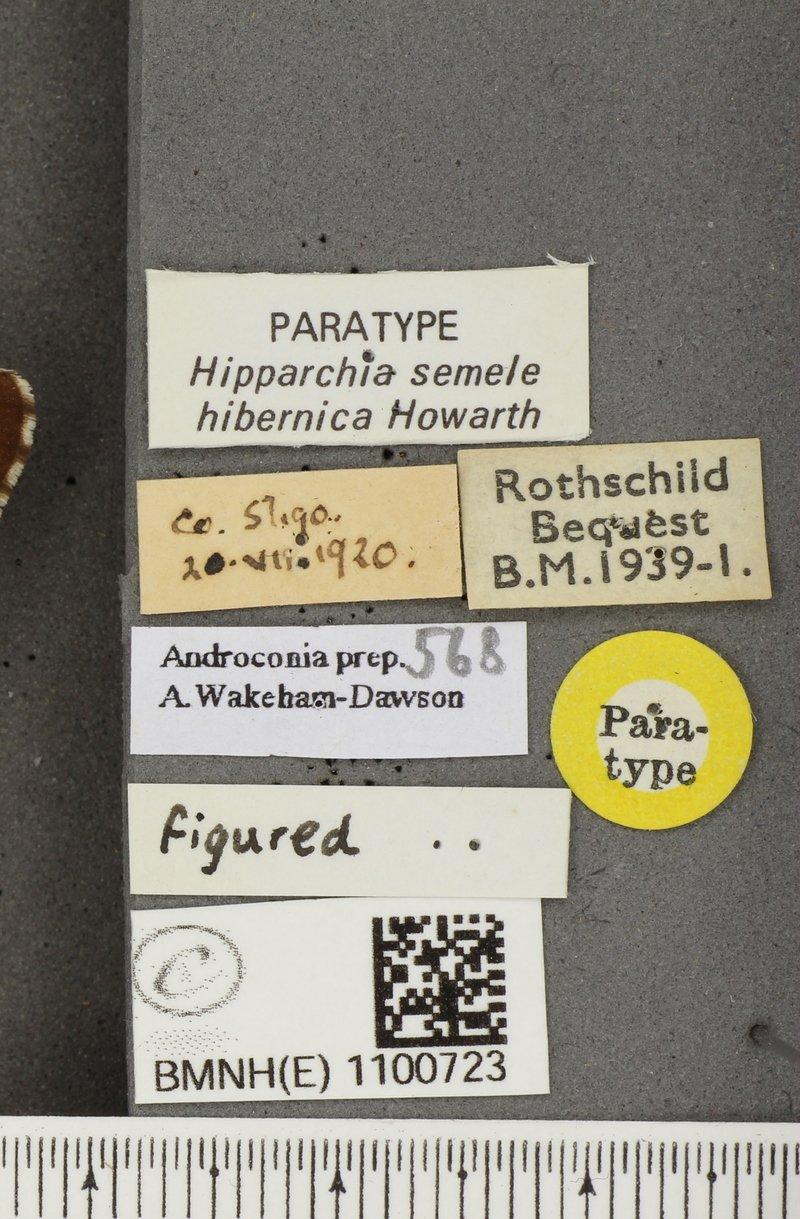 PARATYPE
Hipparchia semele
hibernica Howarth
Co. Sligo.
20.VII.1920.
Rothschild
Bequest
B.M.1939-1.
Androconia prep. 568
A. Wakeham-Dawson
Para-
type
Figured ..
C
BMNH(E) 1100723